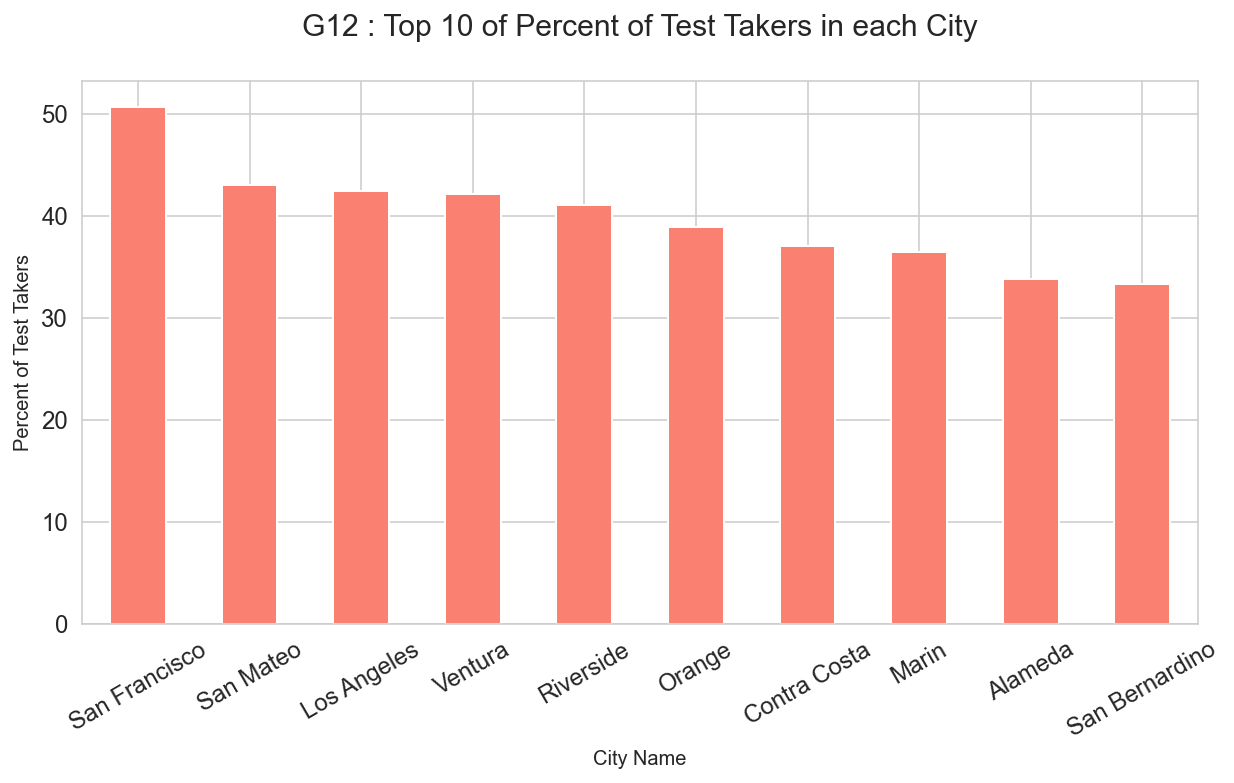 G12 : Top 10 of Percent of Test Takers in each City
Percent of Test Takers
50
40
30
20
10
0
San Francisco
San Mateo
Los Angeles
Ventura
Riverside
Orange
Contra Costa
Marin
Alameda
San Bernardino
City Name